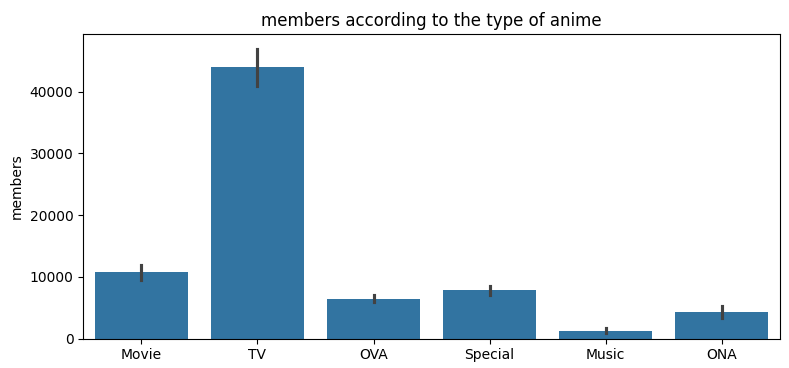 members according to the type of anime
members
40000
30000
20000
10000
0
Movie TV OVA Special Music ONA